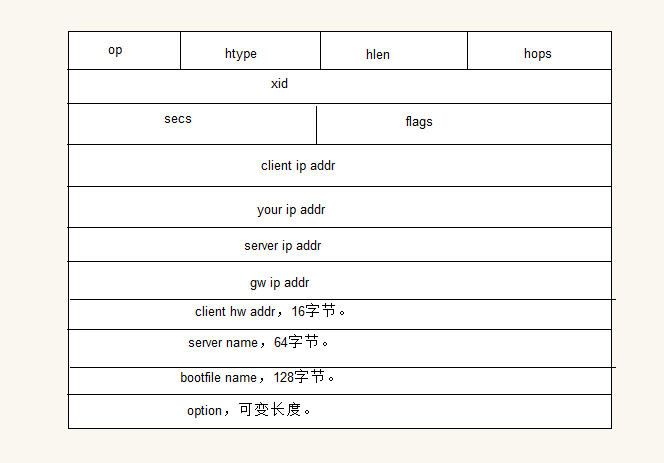 op htype hlen hops
xid
secs flags
client ip addr
your ip addr
server ip addr
gw ip addr
client hw addr，16字节。
server name，64字节。
bootfile name，128字节。
option，可变长度。